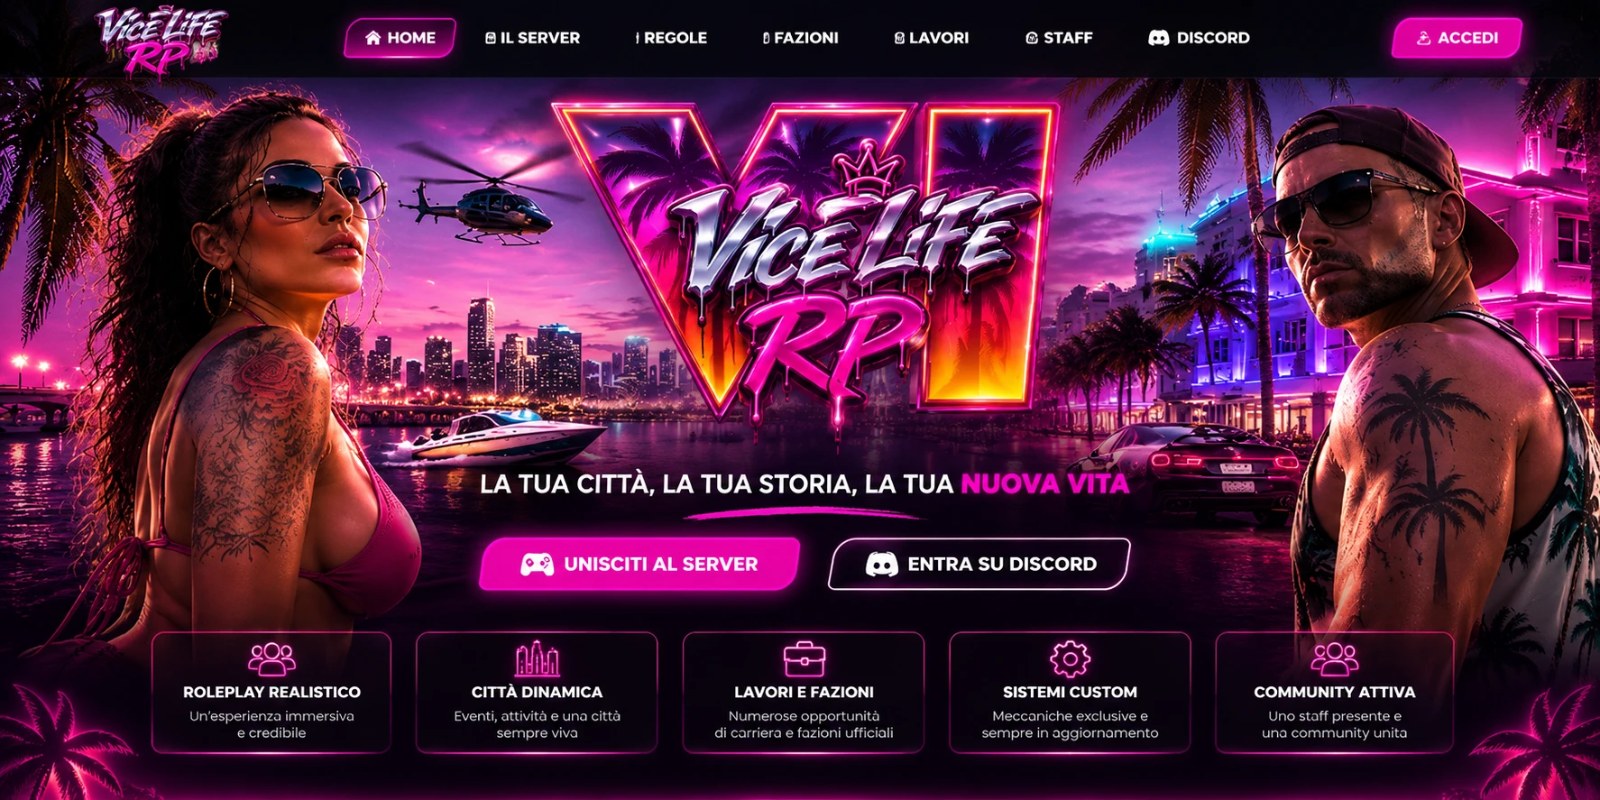 VICE LIFE
RP
HOME
IL SERVER
REGOLE
FAZIONI
LAVORI
STAFF
DISCORD
ACCEDI
VI
VICE LIFE
RP
LA TUA CITTÀ, LA TUA STORIA, LA TUA NUOVA VITA
UNISCITI AL SERVER
ENTRA SU DISCORD
ROLEPLAY REALISTICO
Un'esperienza immersiva
e credibile
CITTÀ DINAMICA
Eventi, attività e una città
sempre viva
LAVORI E FAZIONI
Numerose opportunità
di carriera e fazioni ufficiali
SISTEMI CUSTOM
Meccaniche exclusive e
sempre in aggiornamento
COMMUNITY ATTIVA
Uno staff presente e
una community unita